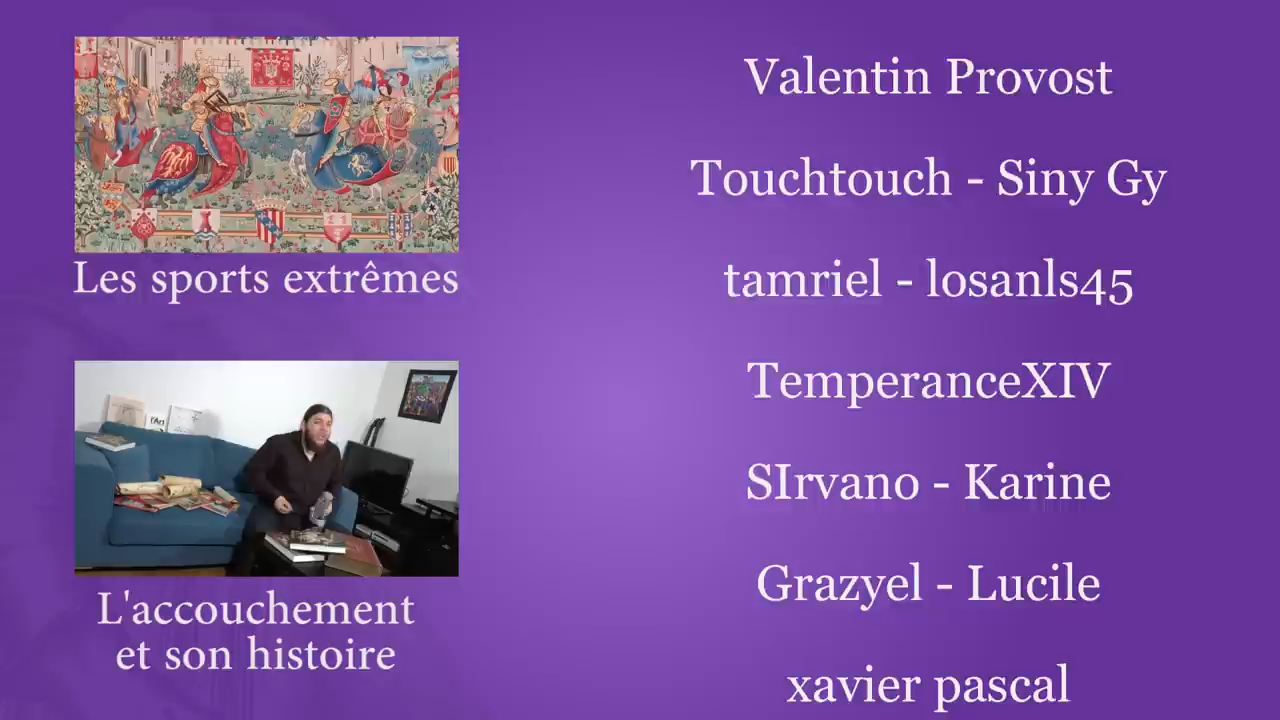 Les sports extrêmes
L'accouchement
et son histoire
Valentin Provost
Touchtouch - Siny Gy
tamriel - losanls45
TemperanceXIV
SIrvano - Karine
Grazyel - Lucile
xavier pascal